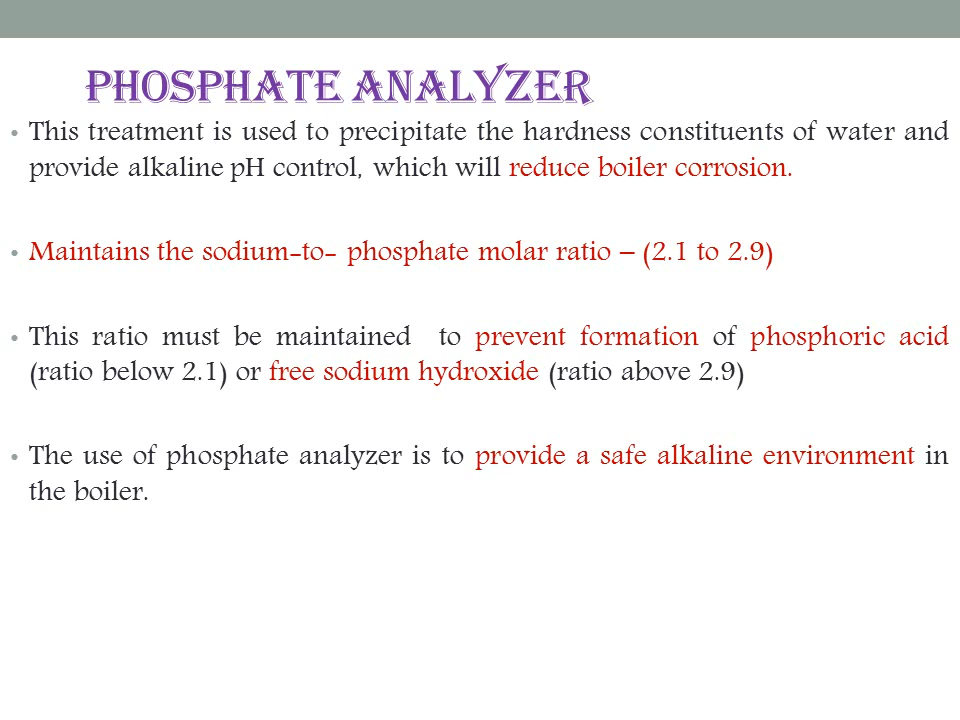 PHOSPHATE ANALYZER
• This treatment is used to precipitate the hardness constituents of water and
provide alkaline pH control, which will reduce boiler corrosion.
• Maintains the sodium-to- phosphate molar ratio – (2.1 to 2.9)
• This ratio must be maintained to prevent formation of phosphoric acid
(ratio below 2.1) or free sodium hydroxide (ratio above 2.9)
• The use of phosphate analyzer is to provide a safe alkaline environment in
the boiler.